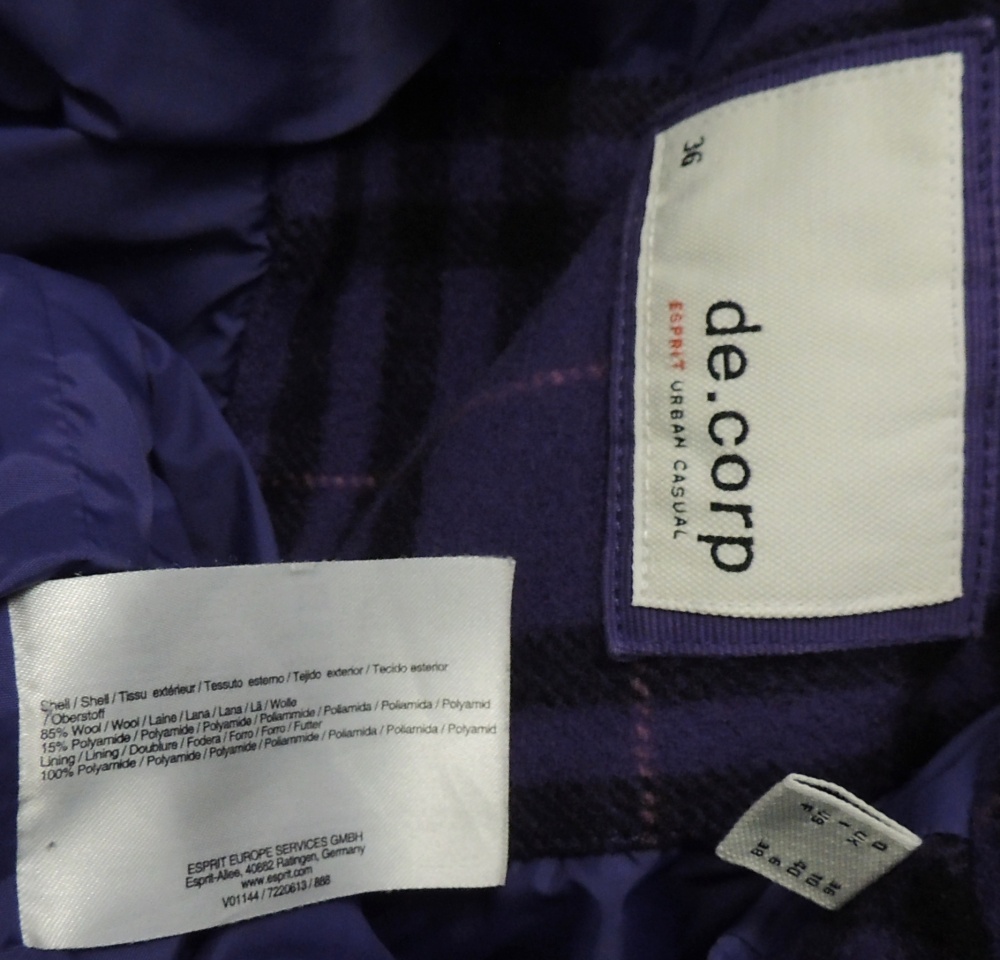 36
de.corp
ESPRIT URBAN CASUAL
Shell / Shell / Tissu extérieur / Tessuto esterno / Tejido exterior / Tecido esterior
/ Oberstoff
85% Wool / Wool / Laine / Lana / Lana / Lã / Wolle
15% Polyamide / Polyamide / Polyamide / Poliammide / Poliamida / Poliamida / Polyamid
Lining / Lining / Doublure / Fodera / Forro / Forro / Futter
100% Polyamide / Polyamide / Polyamide / Poliammide / Poliamida / Poliamida / Polyamid
ESPRIT EUROPE SERVICES GMBH
Esprit-Allee, 40882 Ratingen, Germany
www.esprit.com
V01144 / 7220613 / 888